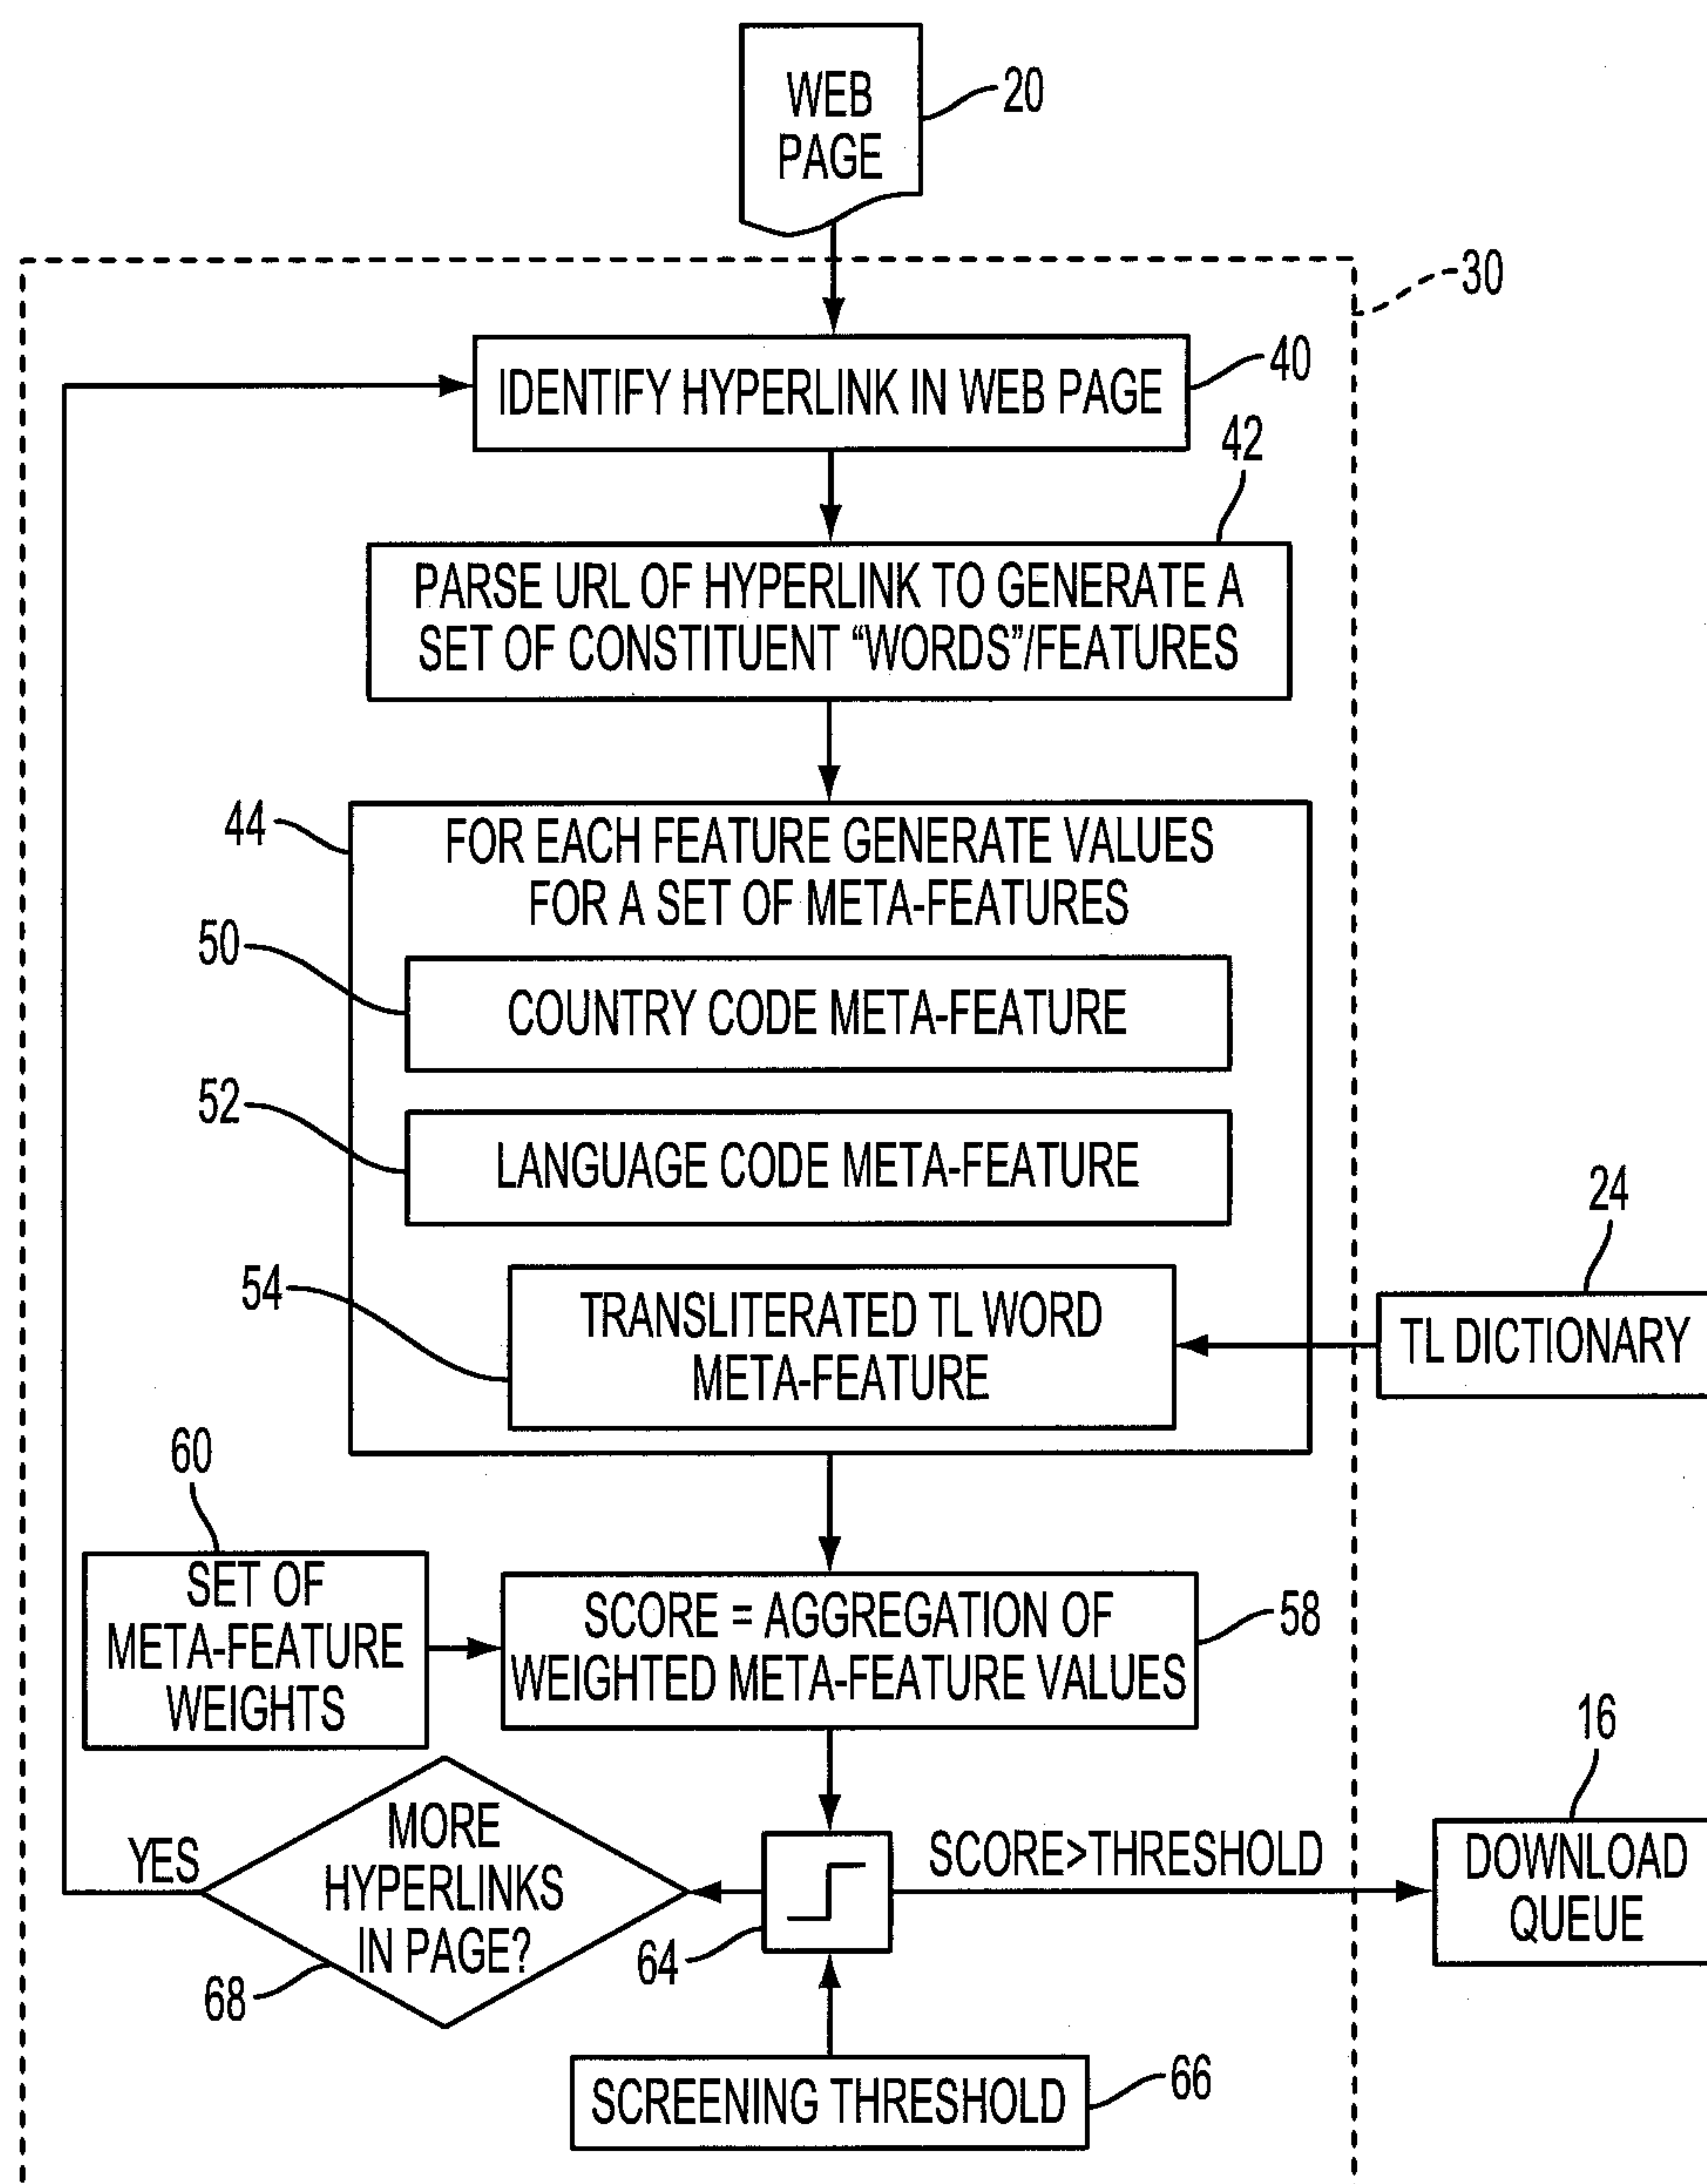 WEB
PAGE
20
30
IDENTIFY HYPERLINK IN WEB PAGE
40
42
PARSE URL OF HYPERLINK TO GENERATE A
SET OF CONSTITUENT “WORDS”/FEATURES
44
FOR EACH FEATURE GENERATE VALUES
FOR A SET OF META-FEATURES
50
COUNTRY CODE META-FEATURE
52
LANGUAGE CODE META-FEATURE
24
54
TRANSLITERATED TL WORD
META-FEATURE
TL DICTIONARY
60
SET OF
META-FEATURE
WEIGHTS
SCORE = AGGREGATION OF
WEIGHTED META-FEATURE VALUES
58
16
MORE
HYPERLINKS
IN PAGE?
YES
68
64
SCORE>THRESHOLD
DOWNLOAD
QUEUE
SCREENING THRESHOLD
66